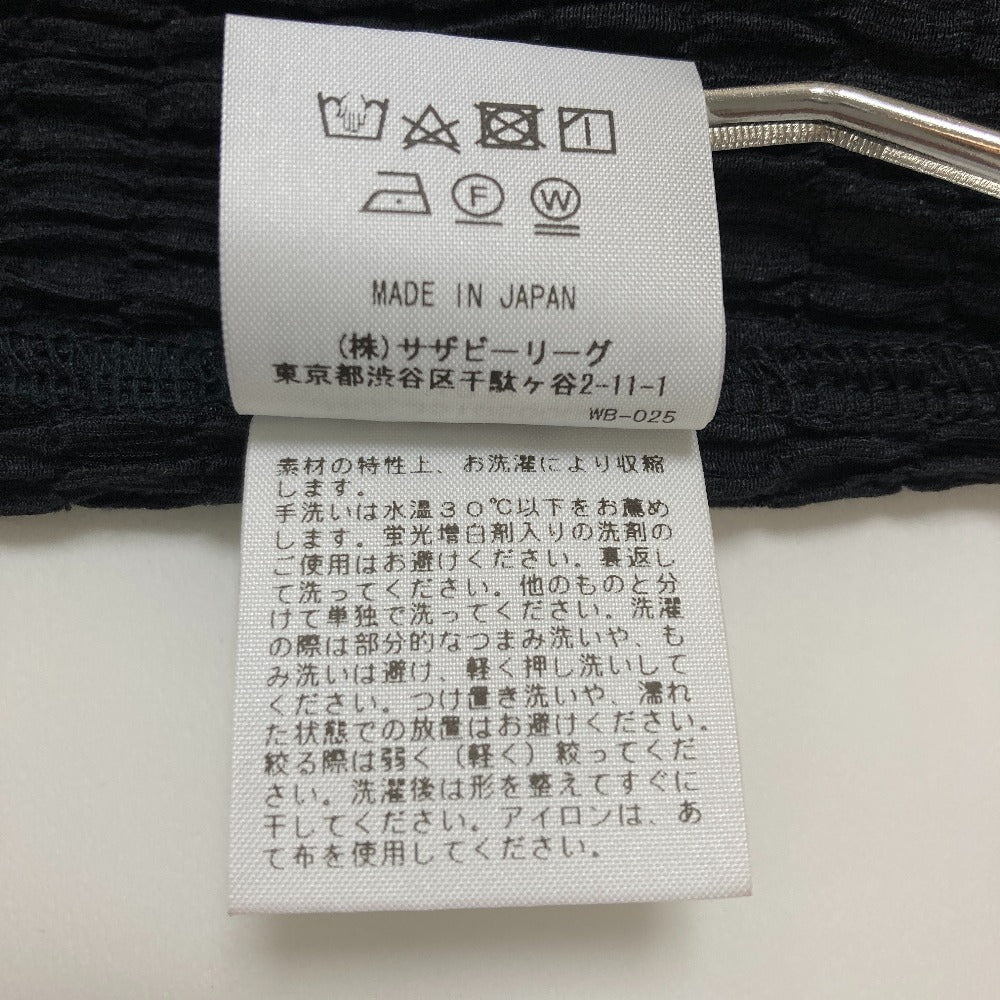 F W
MADE IN JAPAN
(株)サザビーリーグ
東京都渋谷区千駄ヶ谷2-11-1
WB-025
素材の特性上、お洗濯により収縮
します。
手洗いは水温30℃以下をお薦め
します。蛍光増白剤入りの洗剤の
ご使用はお避けください。裏返し
て洗ってください。他のものと分
けて単独で洗ってください。洗濯
の際は部分的なつまみ洗いや、も
み洗いは避け、軽く押し洗いして
ください。つけ置き洗いや、濡れ
た状態での放置はお避けください。
絞る際は弱く(軽く)絞ってくだ
さい。洗濯後は形を整えてすぐに
干してください。アイロンは、あ
て布を使用してください。